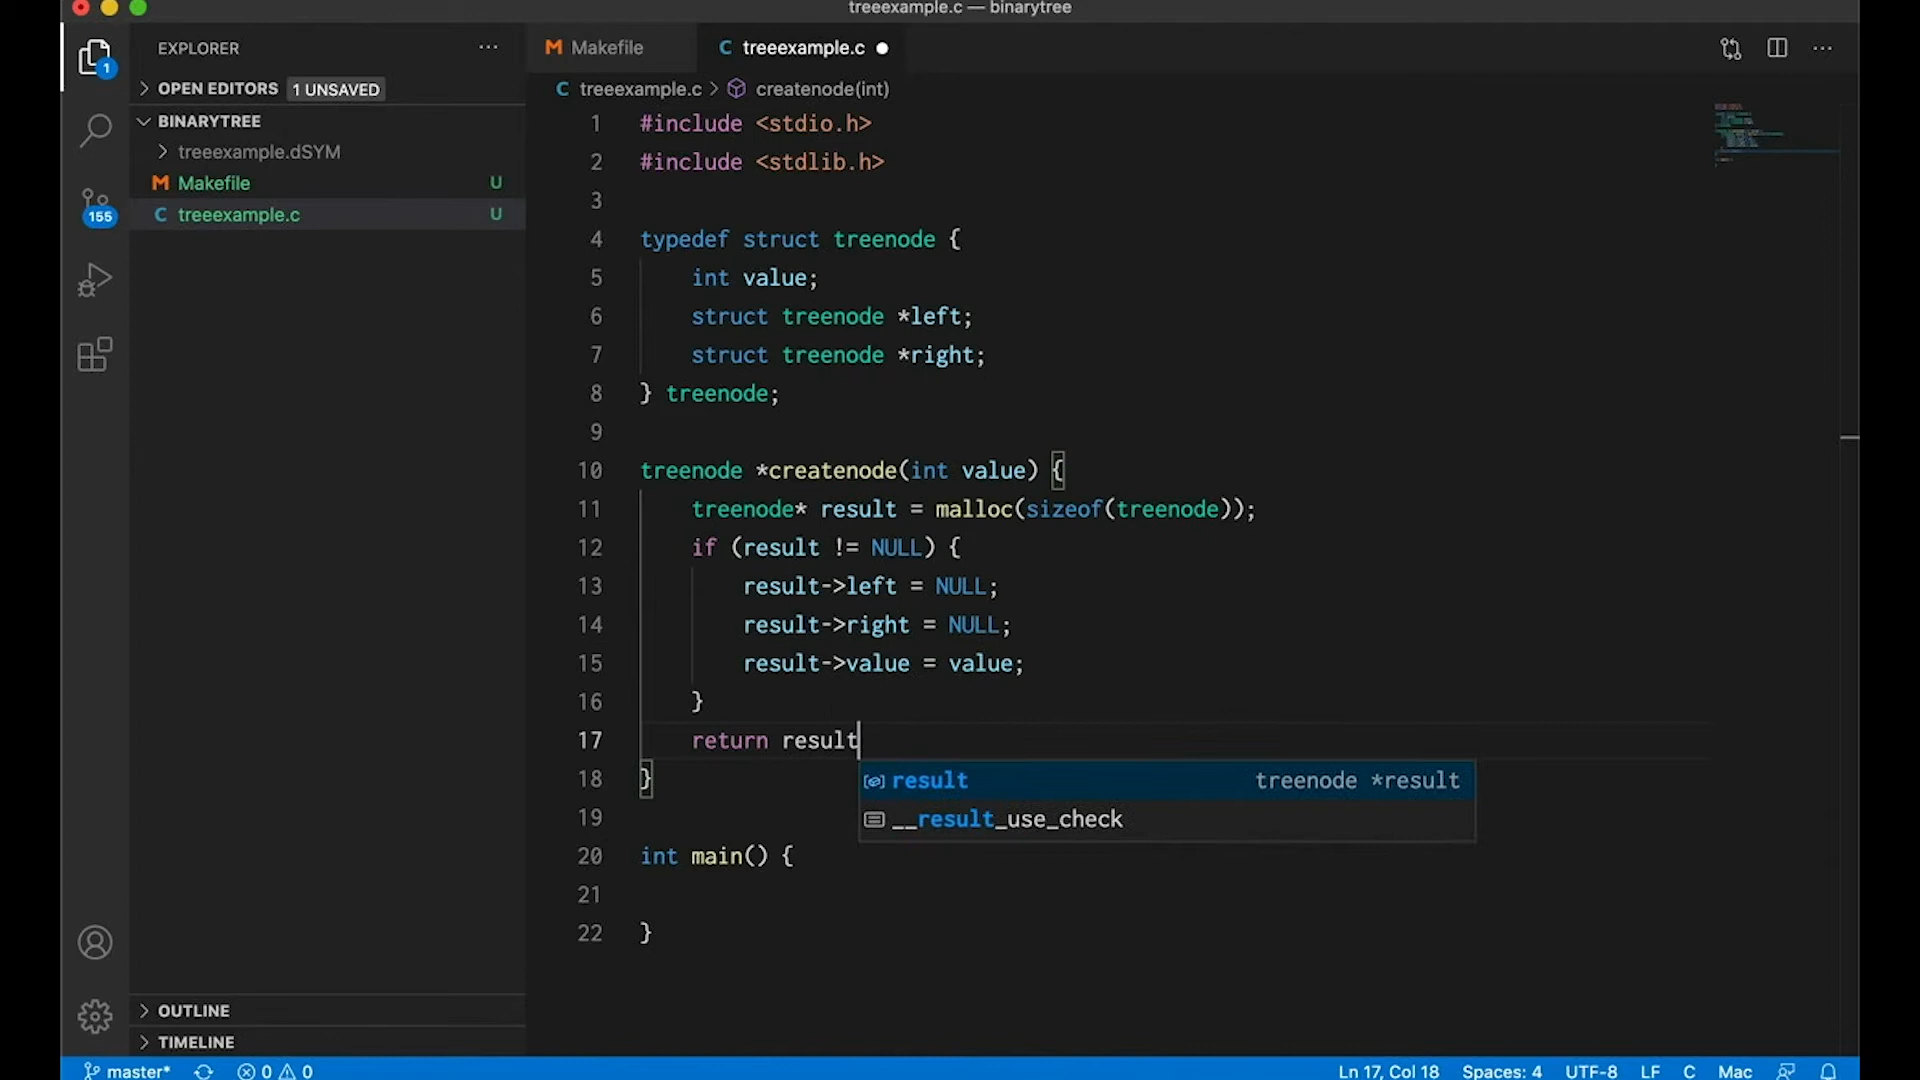 treeexample.c — binarytree
EXPLORER
OPEN EDITORS 1 UNSAVED
BINARYTREE
treeexample.dSYM
M Makefile U
C treeexample.c U
OUTLINE
TIMELINE
1
155
M Makefile C treeexample.c
C treeexample.c > createnode(int)
1 #include <stdio.h>
2 #include <stdlib.h>
3
4 typedef struct treenode {
5 int value;
6 struct treenode *left;
7 struct treenode *right;
8 } treenode;
9
10 treenode *createnode(int value) {
11 treenode* result = malloc(sizeof(treenode));
12 if (result != NULL) {
13 result->left = NULL;
14 result->right = NULL;
15 result->value = value;
16 }
17 return result
18 }
result treenode *result
__result_use_check
19
20 int main() {
21
22 }
master* 0 0 Ln 17, Col 18 Spaces: 4 UTF-8 LF C Mac